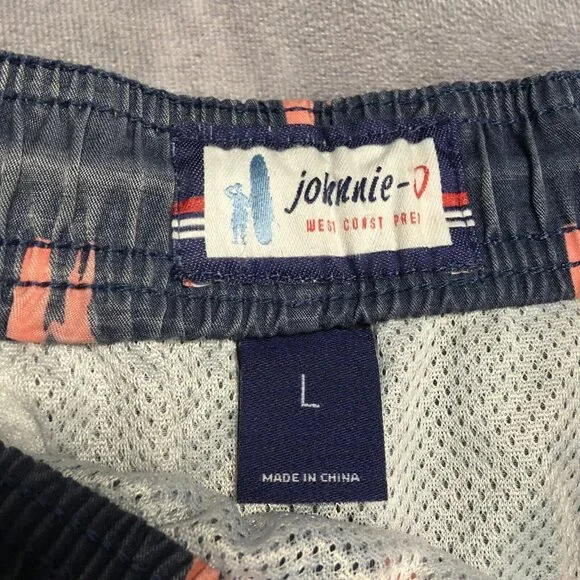 johnnie-O
WEST COAST PREP
L
MADE IN CHINA